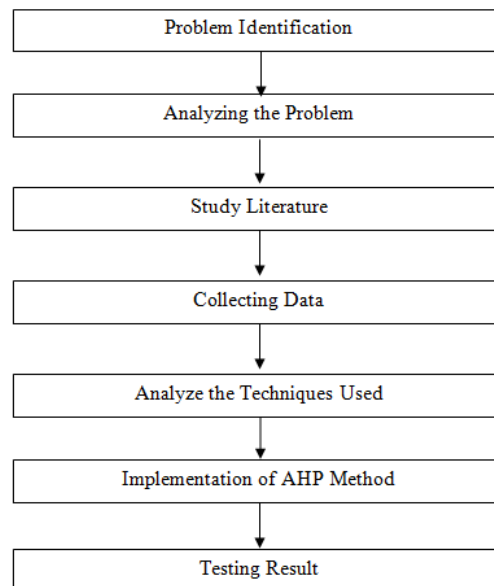 Problem Identification
Analyzing the Problem
Study Literature
Collecting Data
Analyze the Techniques Used
Implementation of AHP Method
Testing Result